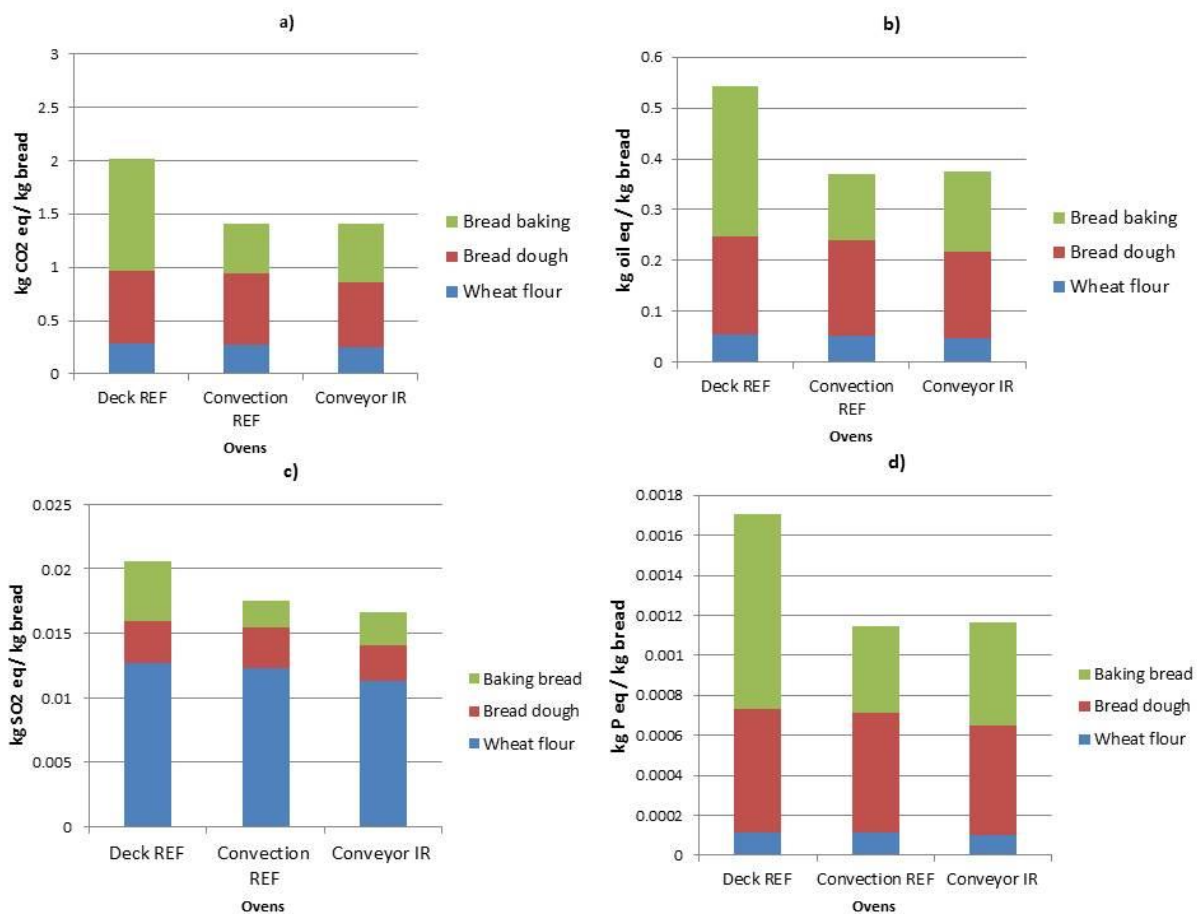 a)
kg CO2 eq/ kg bread
3
2.5
2
1.5
1
0.5
0
Deck REF
Convection
REF
Conveyor IR
Ovens
Bread baking
Bread dough
Wheat flour
b)
kg oil eq / kg bread
0.6
0.5
0.4
0.3
0.2
0.1
0
Deck REF
Convection
REF
Conveyor IR
Ovens
Bread baking
Bread dough
Wheat flour
c)
kg SO2 eq/ kg bread
0.025
0.02
0.015
0.01
0.005
0
Deck REF
Convection
REF
Conveyor IR
Ovens
Baking bread
Bread dough
Wheat flour
d)
kg P eq / kg bread
0.0018
0.0016
0.0014
0.0012
0.001
0.0008
0.0006
0.0004
0.0002
0
Deck REF
Convection REF
Conveyor IR
Ovens
Baking bread
Bread dough
Wheat flour